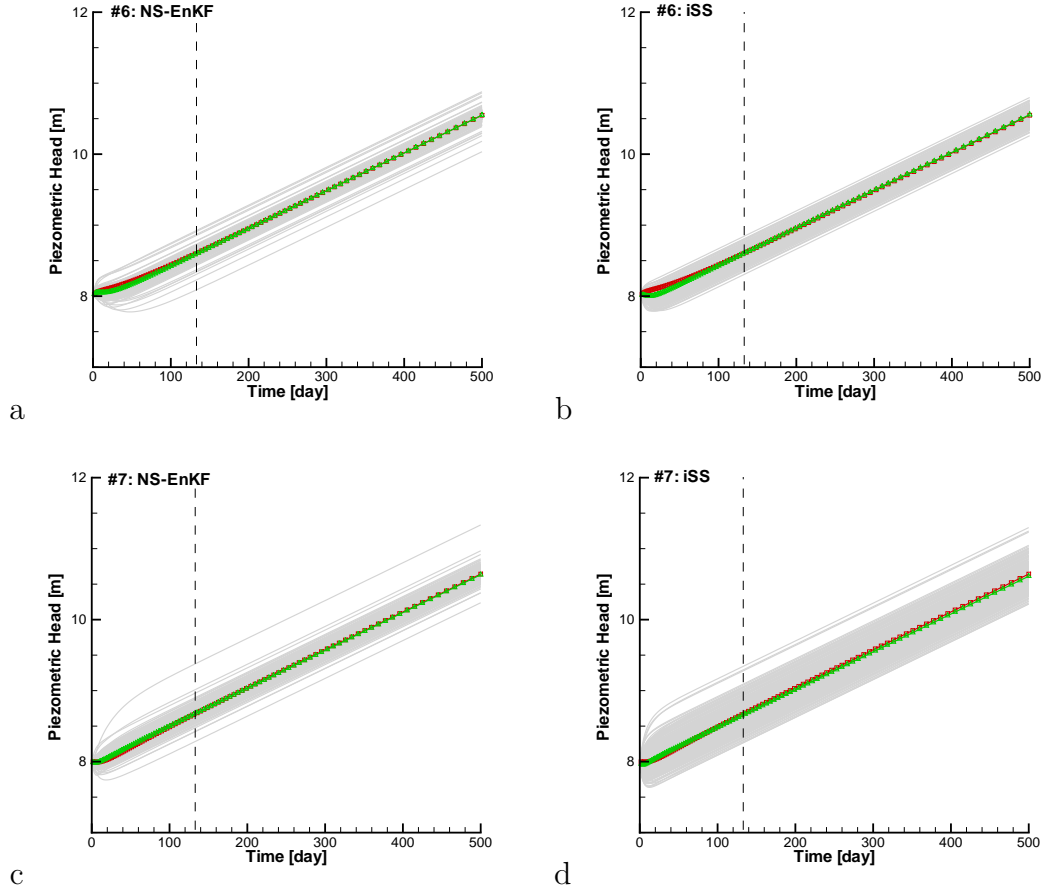 #6: NS-EnKF
12
10
8
Piezometric Head [m]
0 100 200 300 400 500
Time [day]
a
#6: iSS
12
10
8
Piezometric Head [m]
0 100 200 300 400 500
Time [day]
b
#7: NS-EnKF
12
10
8
Piezometric Head [m]
0 100 200 300 400 500
Time [day]
c
#7: iSS
12
10
8
Piezometric Head [m]
0 100 200 300 400 500
Time [day]
d